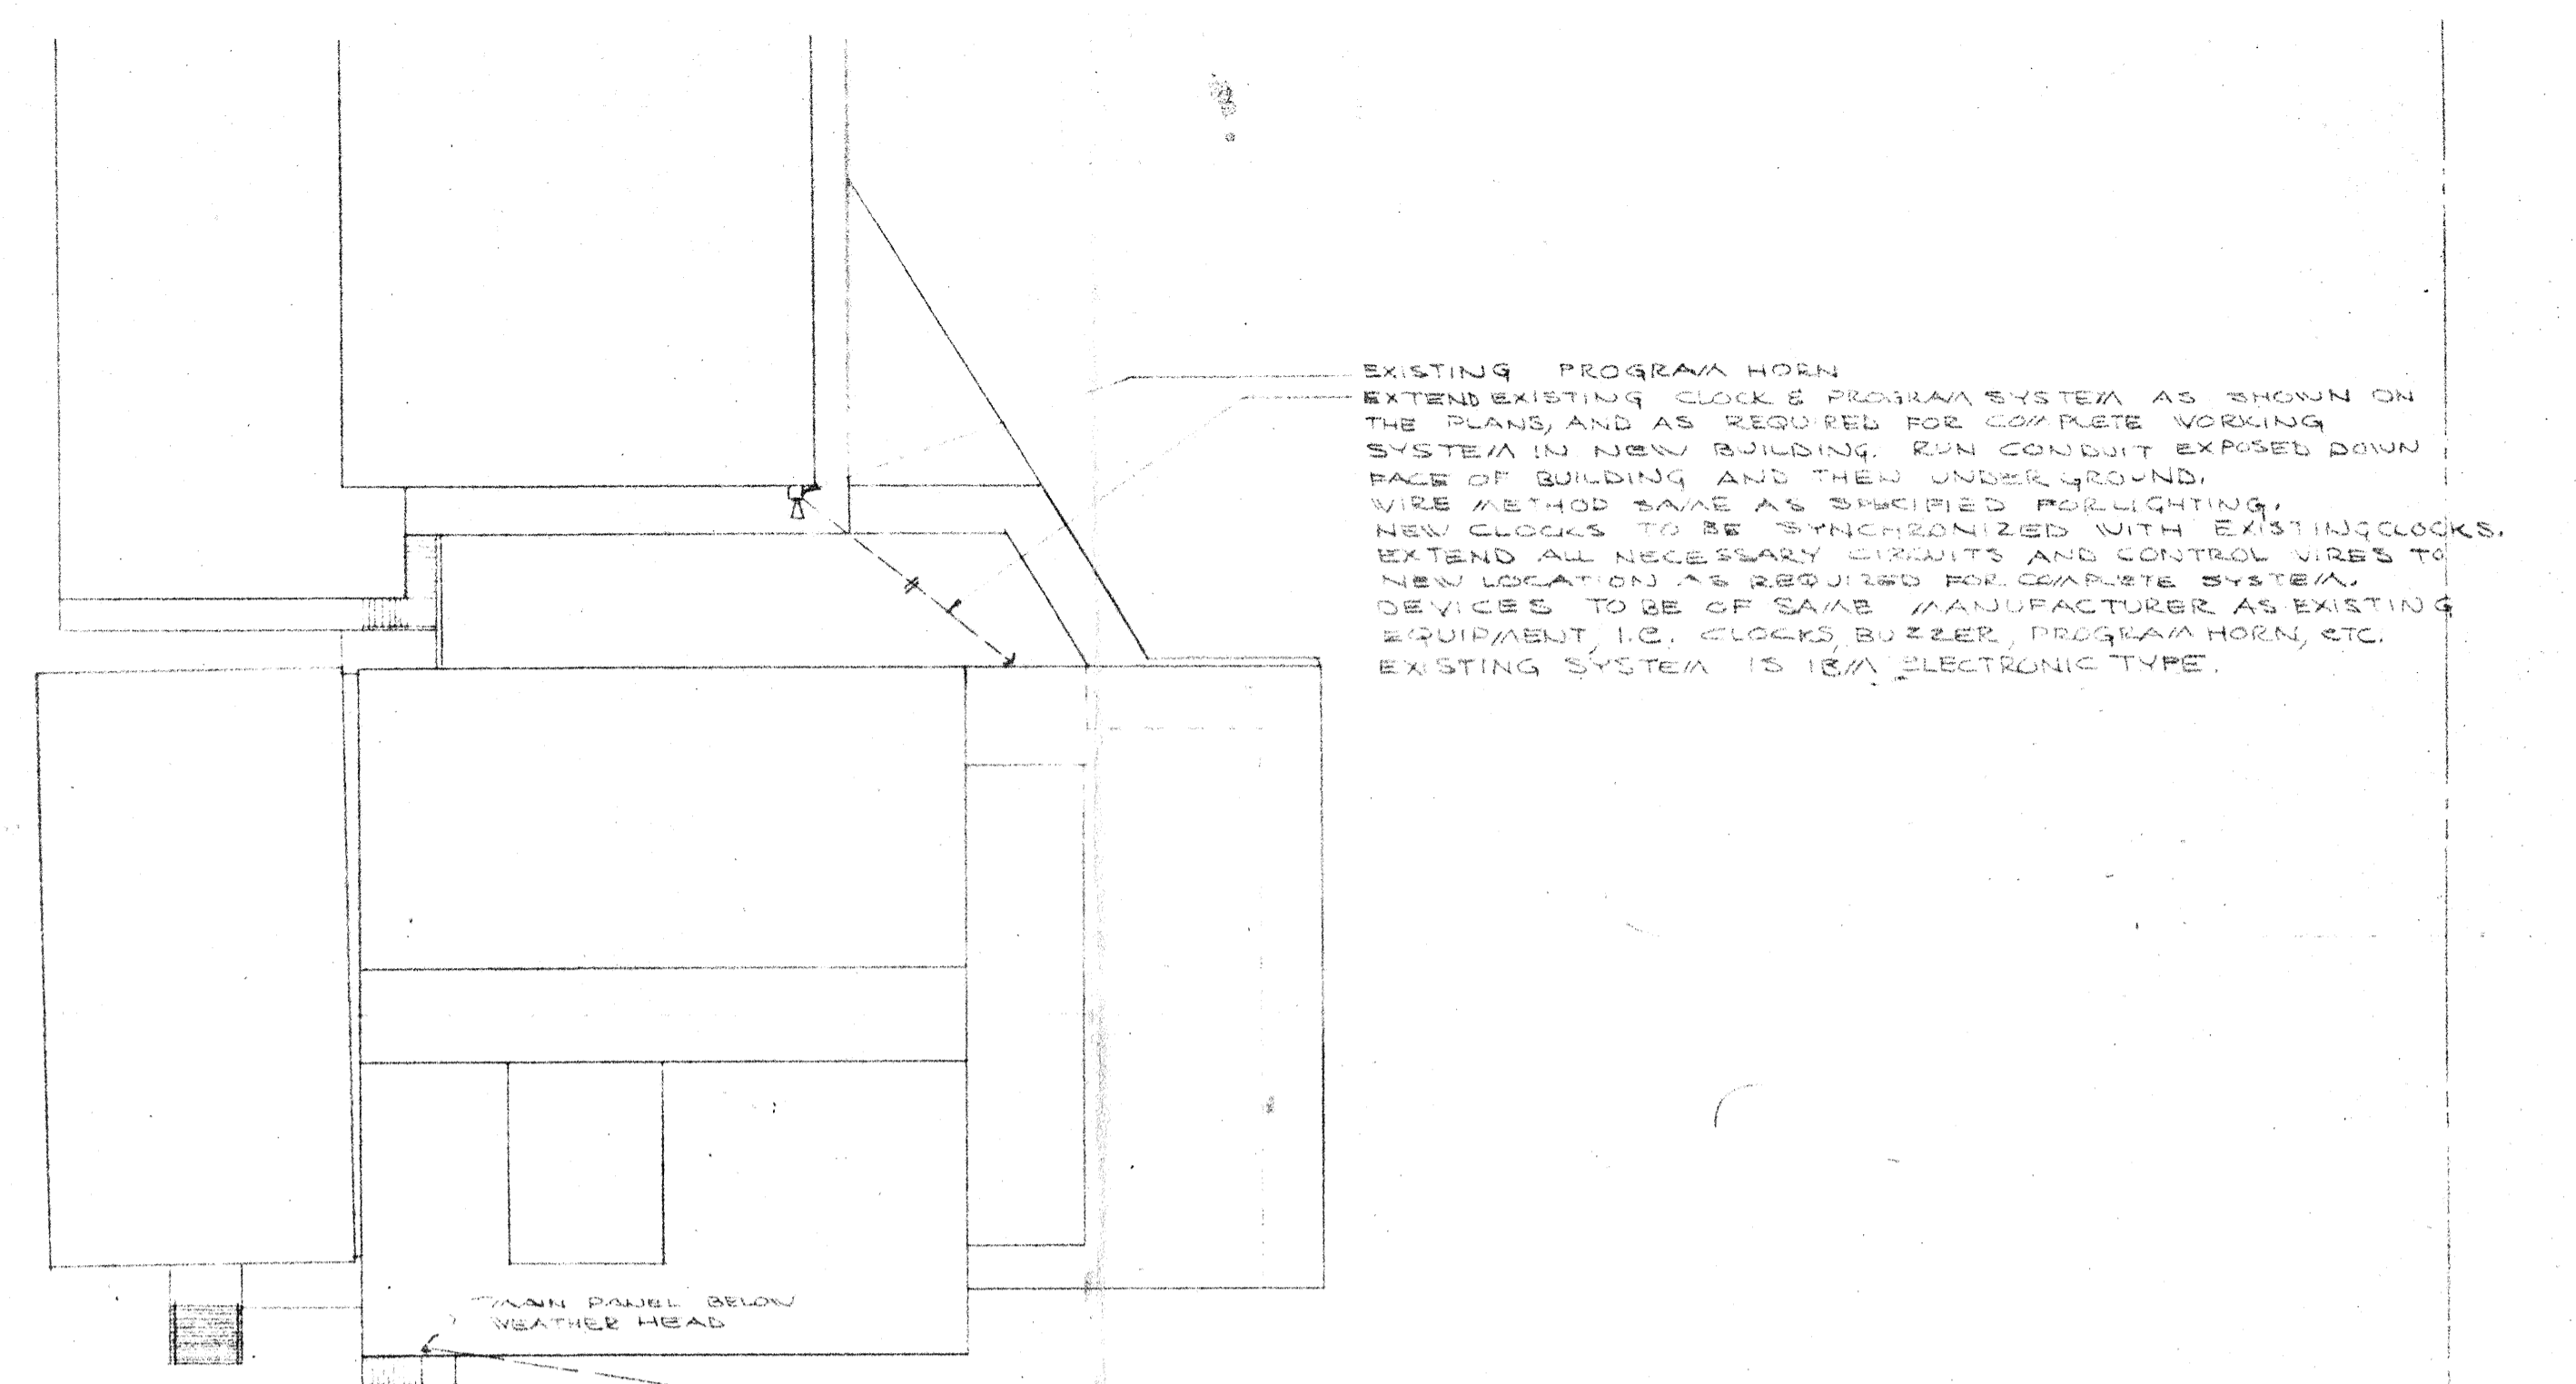 EXISTING PROGRAM HORN
EXTEND EXISTING CLOCK & PROGRAM SYSTEM AS SHOWN ON
THE PLANS, AND AS REQUIRED FOR COMPLETE WORKING
SYSTEM IN NEW BUILDING. RUN CONDUIT EXPOSED DOWN
FACE OF BUILDING AND THEN UNDERGROUND.
WIRE METHOD SAME AS SPECIFIED FOR LIGHTING.
NEW CLOCKS TO BE SYNCHRONIZED WITH EXISTING CLOCKS.
EXTEND ALL NECESSARY CIRCUITS AND CONTROL WIRES TO
NEW LOCATION AS REQUIRED FOR COMPLETE SYSTEM.
DEVICES TO BE OF SAME MANUFACTURER AS EXISTING
EQUIPMENT, I.E. CLOCKS, BUZZER, PROGRAM HORN, ETC.
EXISTING SYSTEM IS IBM ELECTRONIC TYPE.
MAIN PANEL BELOW
WEATHER HEAD